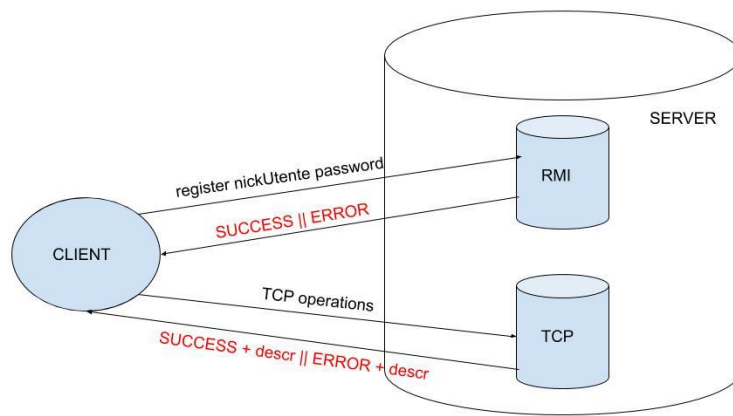 SERVER
register nickUtente password
RMI
SUCCESS || ERROR
CLIENT
TCP operations
TCP
SUCCESS + descr || ERROR + descr